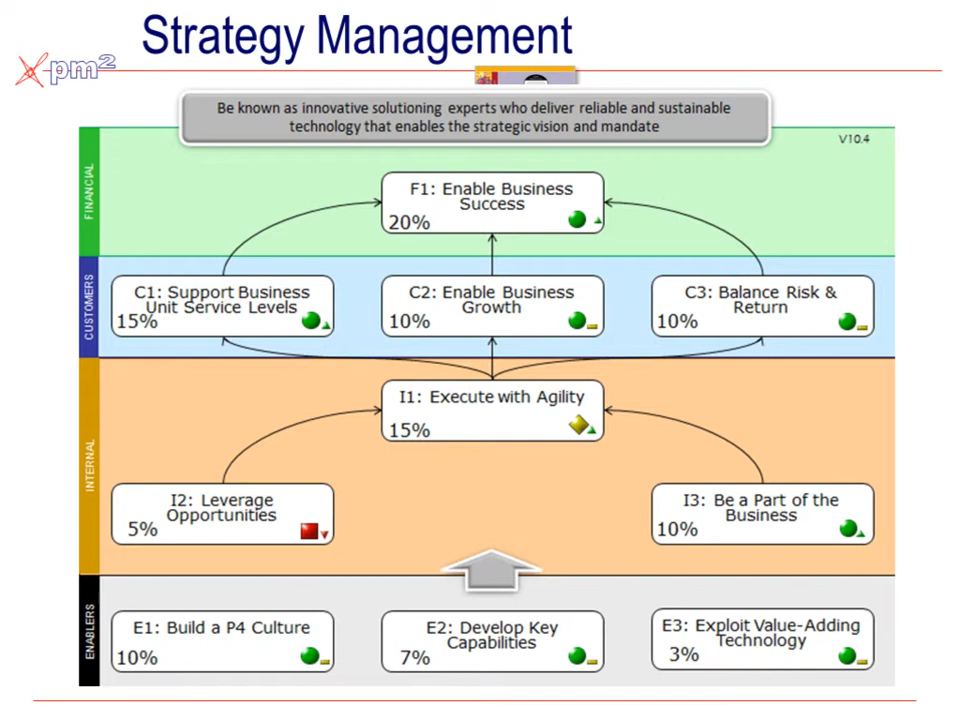 Strategy Management
pm²
Be known as innovative solutioning experts who deliver reliable and sustainable
technology that enables the strategic vision and mandate
V10.4
FINANCIAL
F1: Enable Business
Success
20%
CUSTOMERS
C1: Support Business
Unit Service Levels
15%
C2: Enable Business
Growth
10%
C3: Balance Risk &
Return
10%
INTERNAL
I1: Execute with Agility
15%
I2: Leverage
Opportunities
5%
I3: Be a Part of the
Business
10%
ENABLERS
E1: Build a P4 Culture
10%
E2: Develop Key
Capabilities
7%
E3: Exploit Value-Adding
Technology
3%